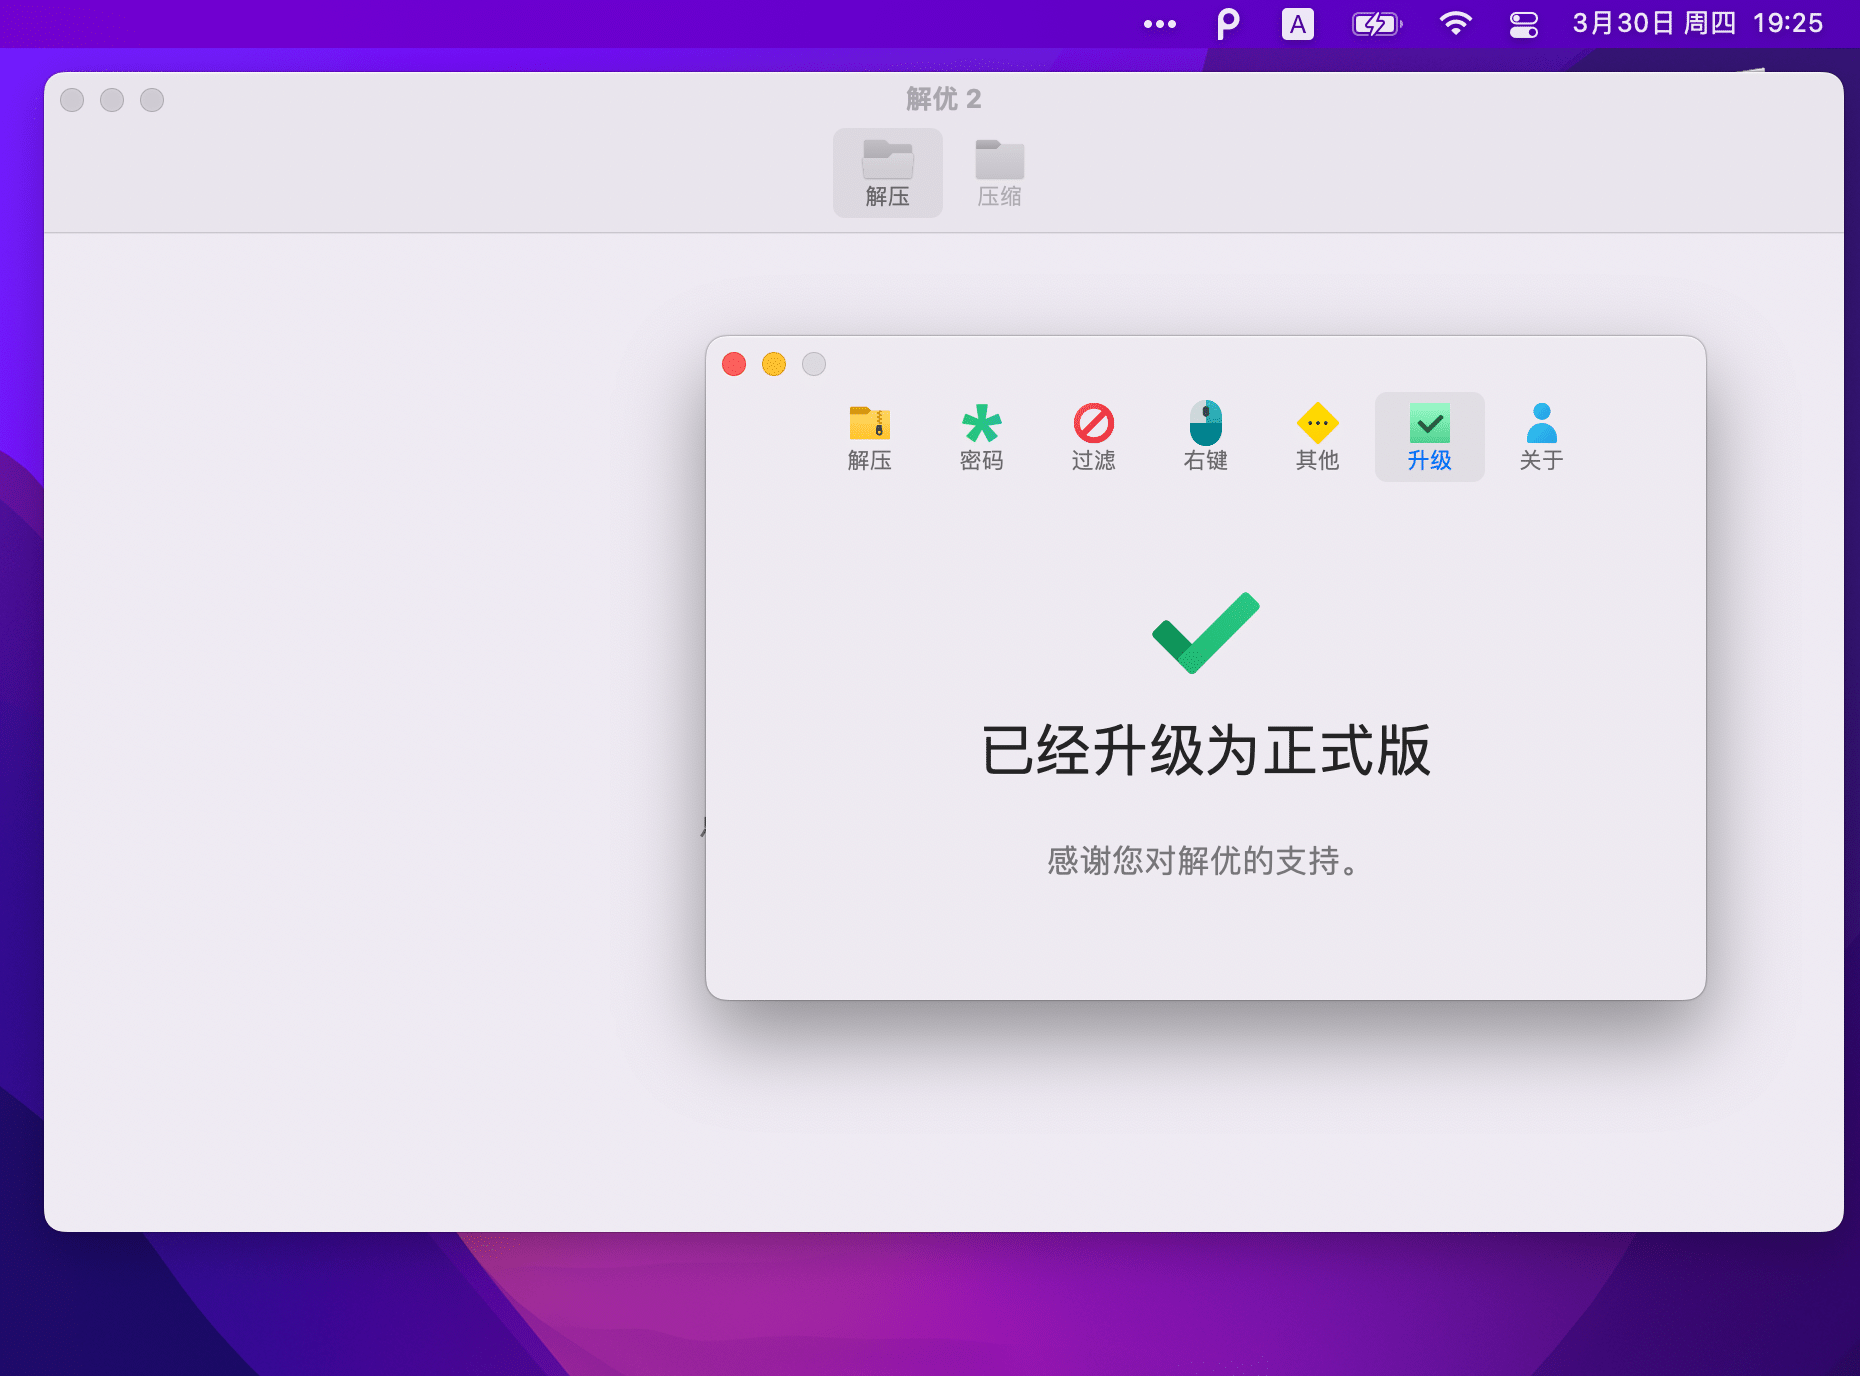 A
3月30日 周四 19:25
解优 2
解压
压缩
解压
密码
过滤
右键
其他
升级
关于
已经升级为正式版
感谢您对解优的支持。